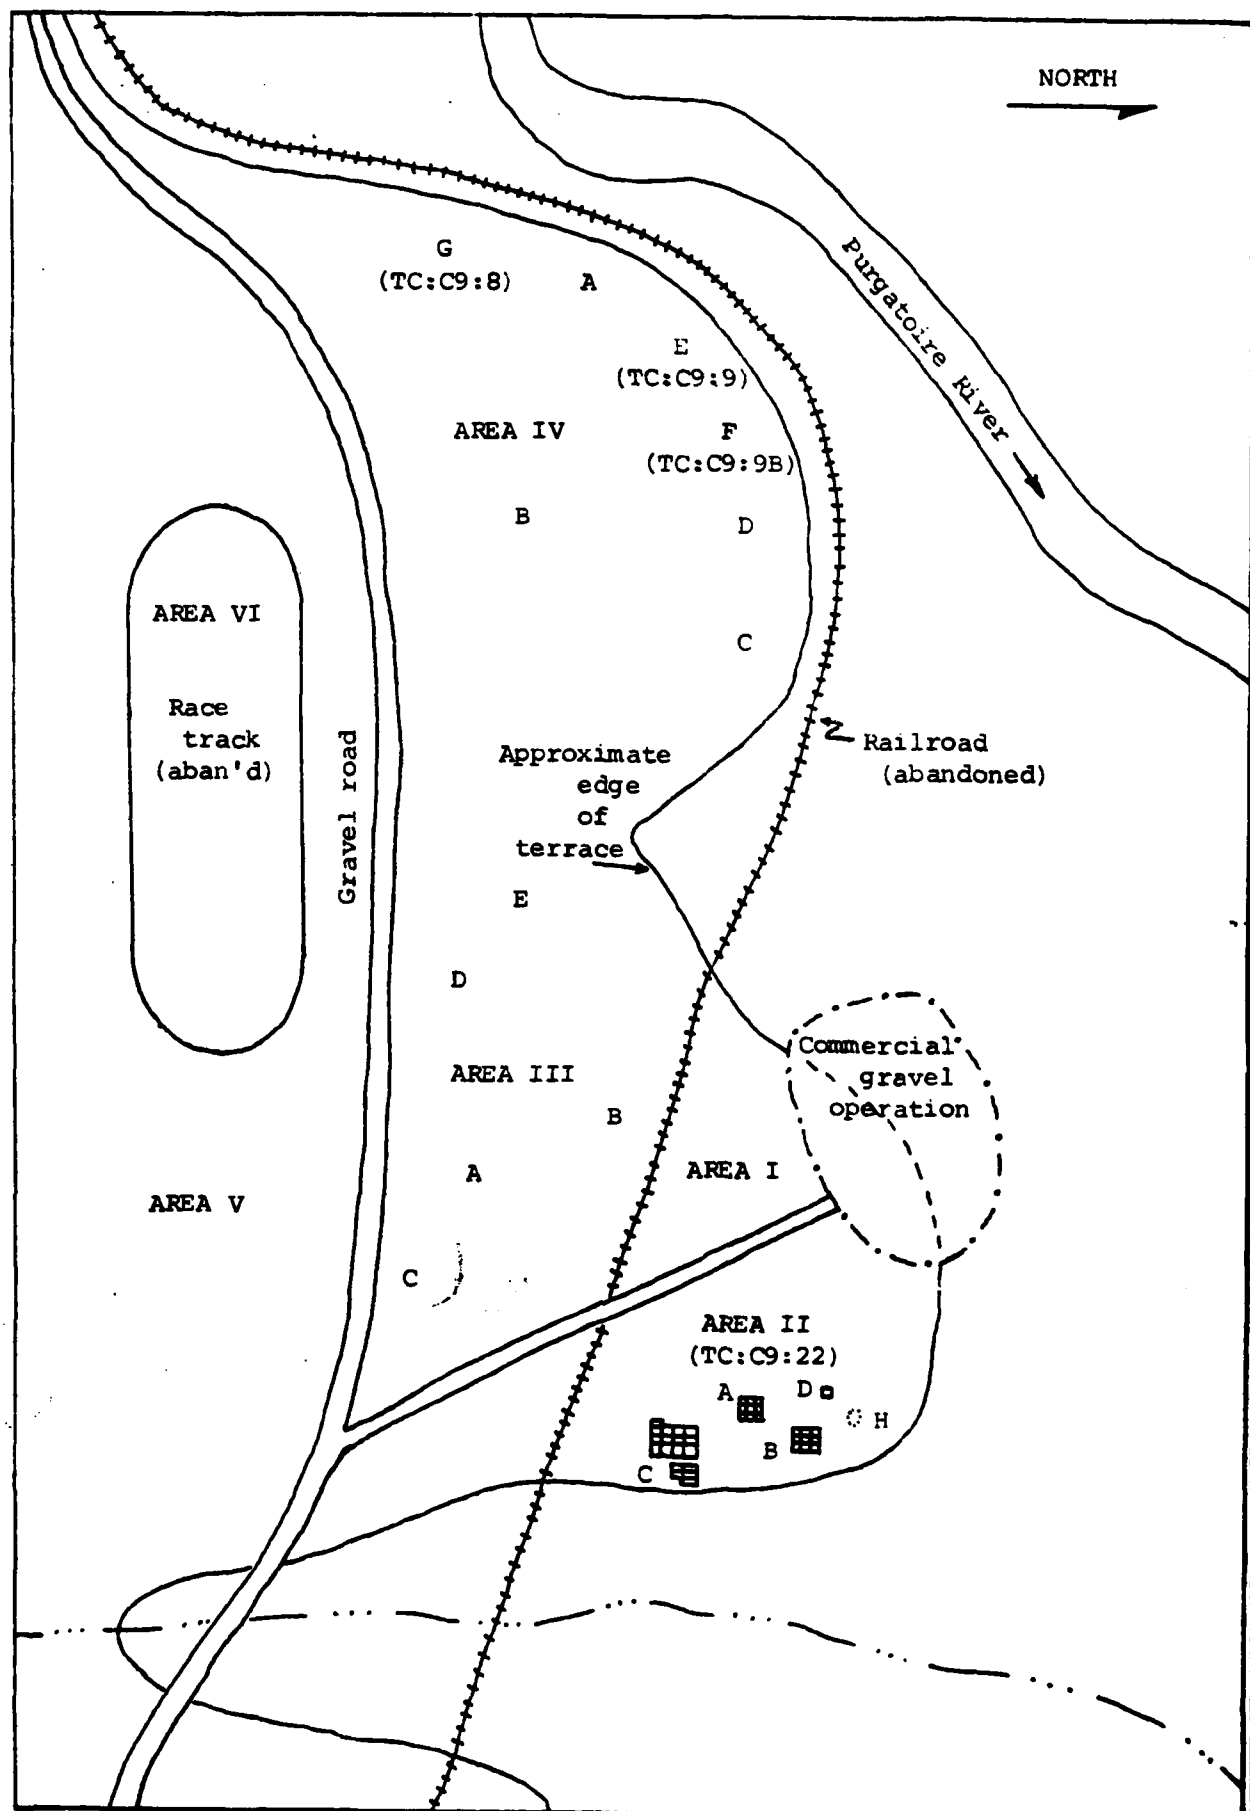 NORTH
Purgatoire River
G
(TC:C9:8)
A
E
(TC:C9:9)
AREA IV
F
(TC:C9:9B)
B
D
AREA VI
C
Race
track
(aban'd)
Gravel road
Approximate
edge
of
terrace
Railroad
(abandoned)
E
D
Commercial
gravel
operation
AREA III
B
A
AREA I
AREA V
C
AREA II
(TC:C9:22)
A
D
H
B
C